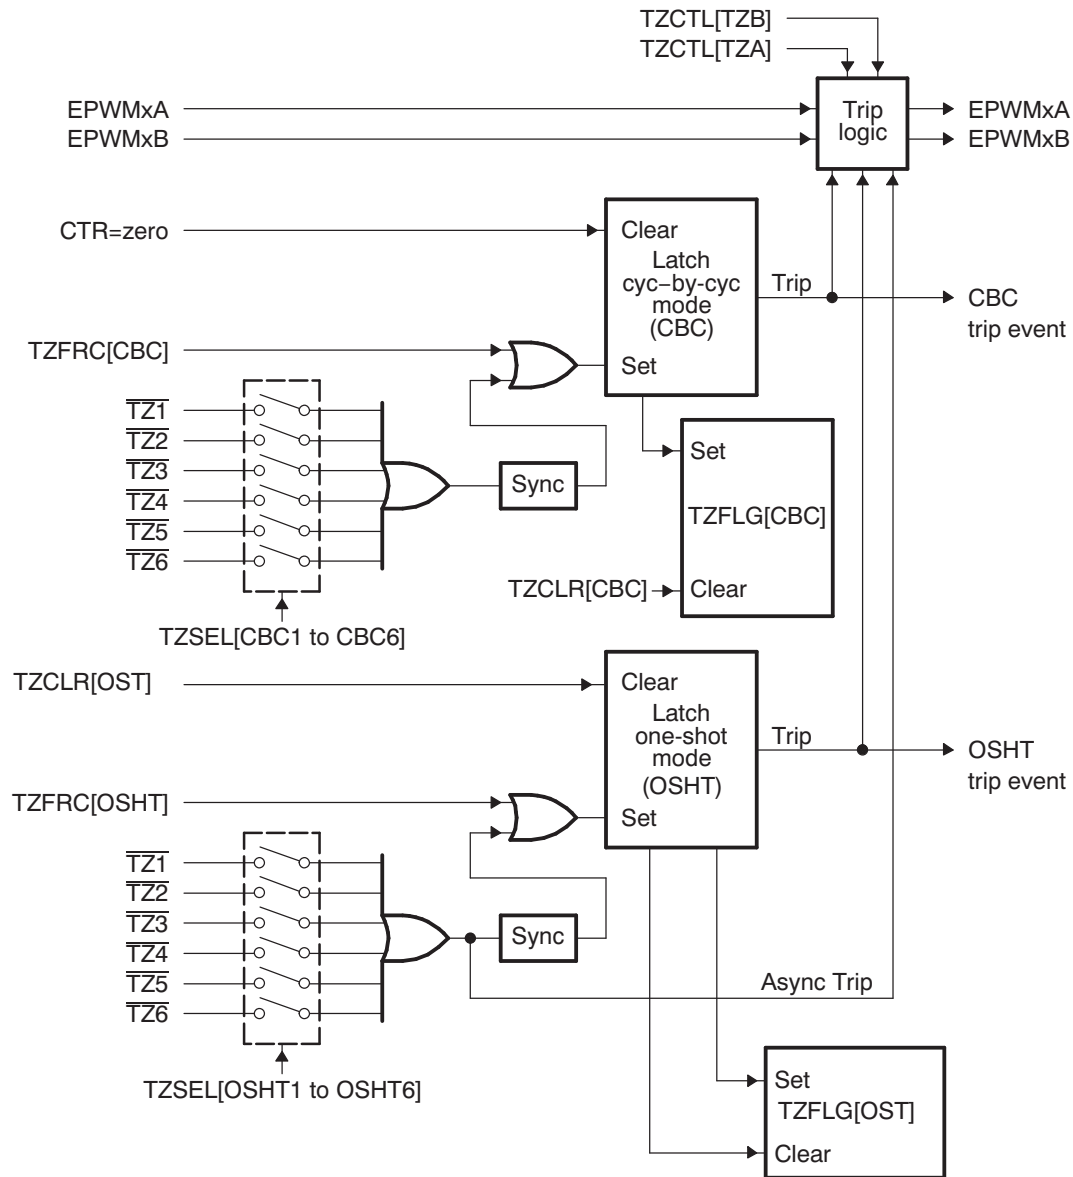 TZCTL[TZB]
TZCTL[TZA]
EPWMxA
EPWMxB
Trip
logic
EPWMxA
EPWMxB
CTR=zero
Clear
Latch
cyc−by-cyc
mode
(CBC)
Set
Trip
CBC
trip event
TZFRC[CBC]
TZ1
TZ2
TZ3
TZ4
TZ5
TZ6
Sync
Set
TZFLG[CBC]
Clear
TZCLR[CBC]
TZSEL[CBC1 to CBC6]
TZCLR[OST]
Clear
Latch
one-shot
mode
(OSHT)
Set
Trip
OSHT
trip event
TZFRC[OSHT]
TZ1
TZ2
TZ3
TZ4
TZ5
TZ6
Sync
Async Trip
TZSEL[OSHT1 to OSHT6]
Set
TZFLG[OST]
Clear